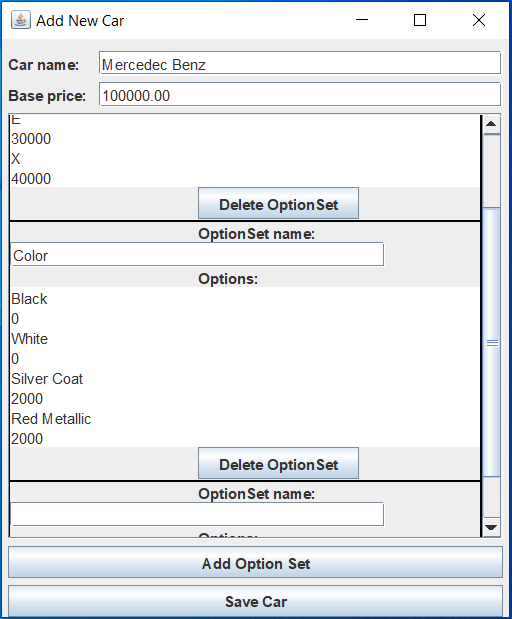 Add New Car
Car name: Mercedec Benz
Base price: 100000.00
E
30000
X
40000
Delete OptionSet
OptionSet name:
Color
Options:
Black
0
White
0
Silver Coat
2000
Red Metallic
2000
Delete OptionSet
OptionSet name:
Options:
Add Option Set
Save Car